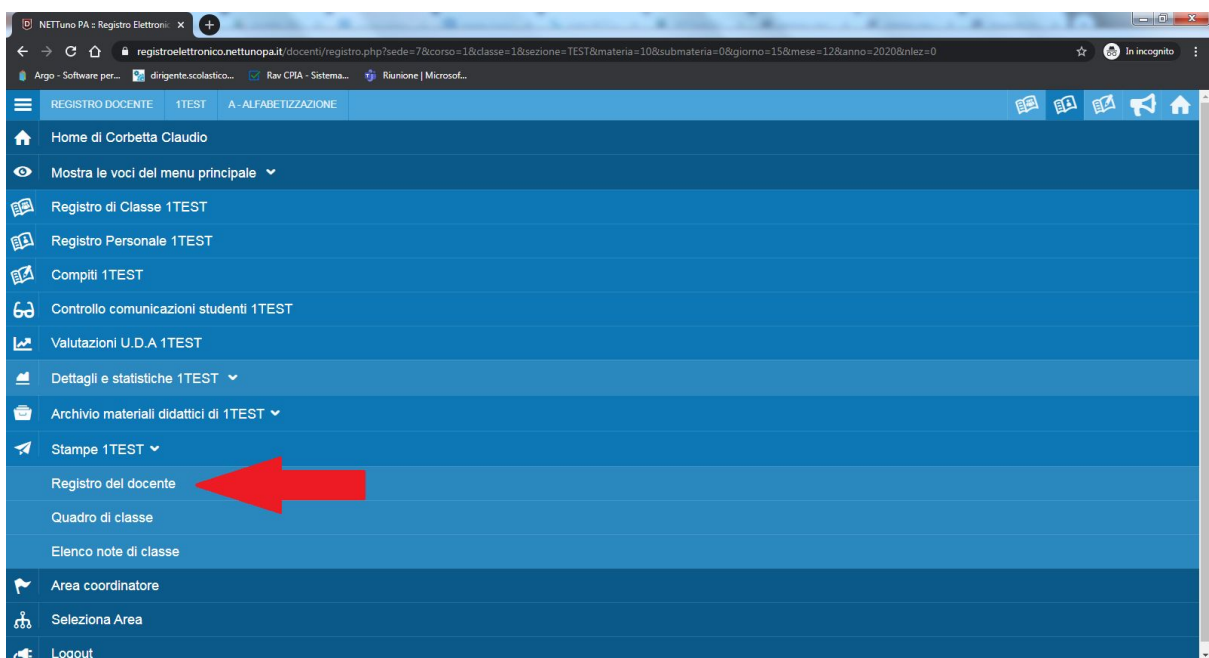 NETTuno PA :: Registro Elettronic
registroelettronico.nettunopa.it/docenti/registro.php?sede=7&corso=1&classe=1&sezione=TEST&materia=10&submateria=0&giorno=15&mese=12&anno=2020&nlez=0
In incognito
Argo - Software per...
dirigente.scolastico...
Rav CPIA - Sistema...
Riunione | Microsof...
REGISTRO DOCENTE 1TEST A - ALFABETIZZAZIONE
Home di Corbetta Claudio
Mostra le voci del menu principale
Registro di Classe 1TEST
Registro Personale 1TEST
Compiti 1TEST
Controllo comunicazioni studenti 1TEST
Valutazioni U.D.A 1TEST
Dettagli e statistiche 1TEST
Archivio materiali didattici di 1TEST
Stampe 1TEST
Registro del docente
Quadro di classe
Elenco note di classe
Area coordinatore
Seleziona Area
Logout